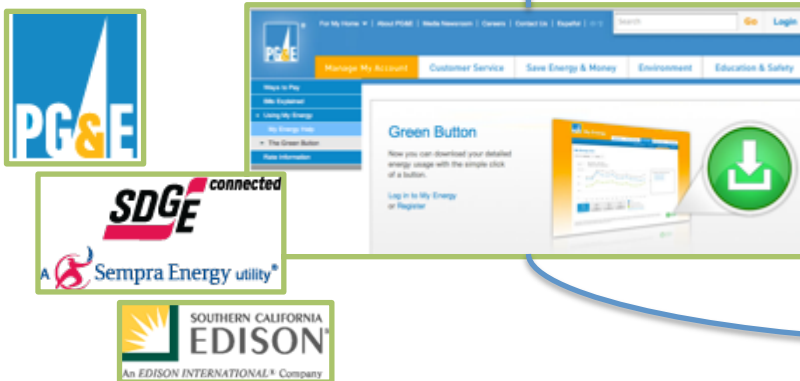 PG&E
SDGE connected
A Sempra Energy utility®
SOUTHERN CALIFORNIA
EDISON®
An EDISON INTERNATIONAL® Company
PG&E
For My Home | About PG&E | Media Newsroom | Careers | Contact Us | Español |
Search Go Login
Manage My Account Customer Service Save Energy & Money Environment Education & Safety
Ways to Pay
Bills Explained
Using My Energy
My Energy Help
The Green Button
Rate Information
Green Button
Now you can download your detailed
energy usage with the simple click
of a button.
Log in to My Energy
or Register